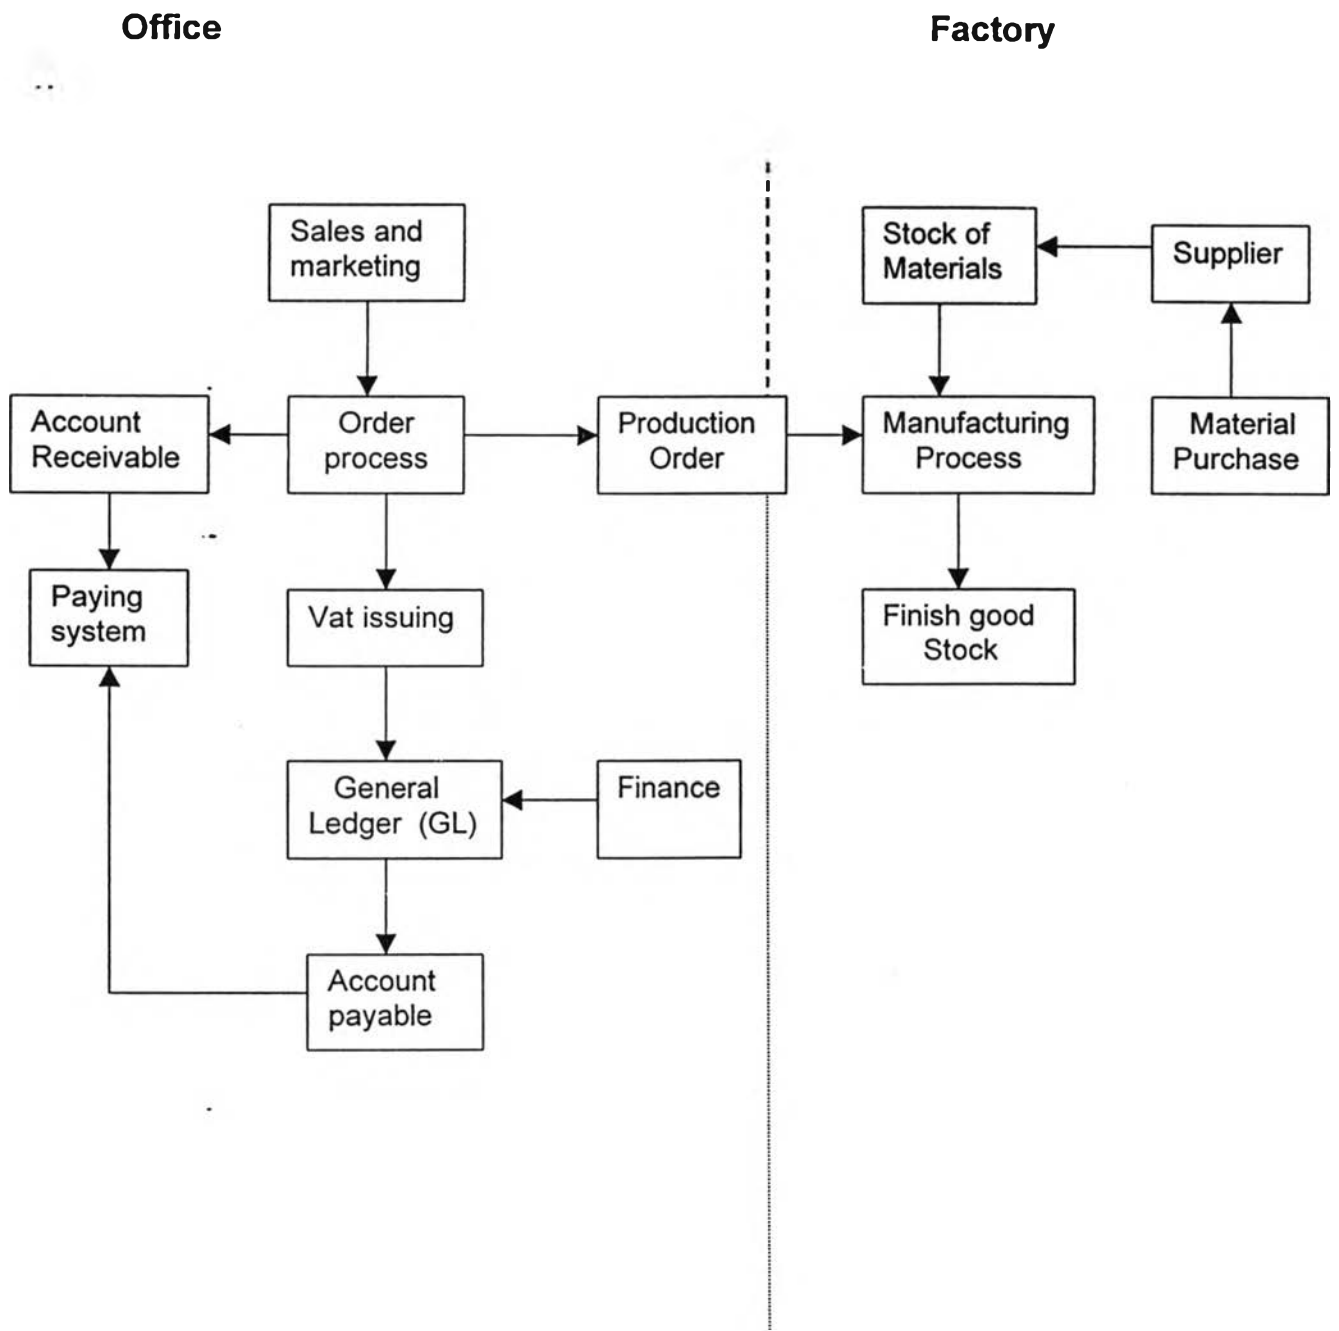 Office
Factory
Sales and
marketing
Stock of
Materials
Supplier
Account
Receivable
Order
process
Production
Order
Manufacturing
Process
Material
Purchase
Paying
system
Vat issuing
Finish good
Stock
General
Ledger (GL)
Finance
Account
payable